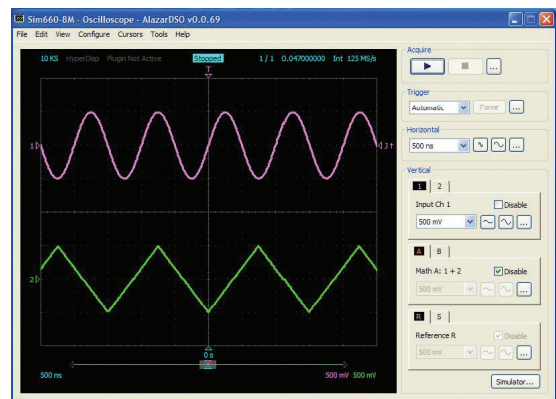 Sim660-8M - Oscilloscope - AlazarDSO v0.0.69
File Edit View Configure Cursors Tools Help
10 KS HyperDisp Plugin Not Active Stopped 1 / 1 0.047000000 Int 125 MS/s
T
1
2
0 s
500 ns 500 mV 500 mV
Acquire
...
Trigger
Automatic Force ...
Horizontal
500 ns ...
Vertical
1 2
Input Ch 1 Disable
500 mV ...
A B
Math A: 1 + 2 Disable
500 mV ...
R S
Reference R Disable
500 mV ...
Simulator...